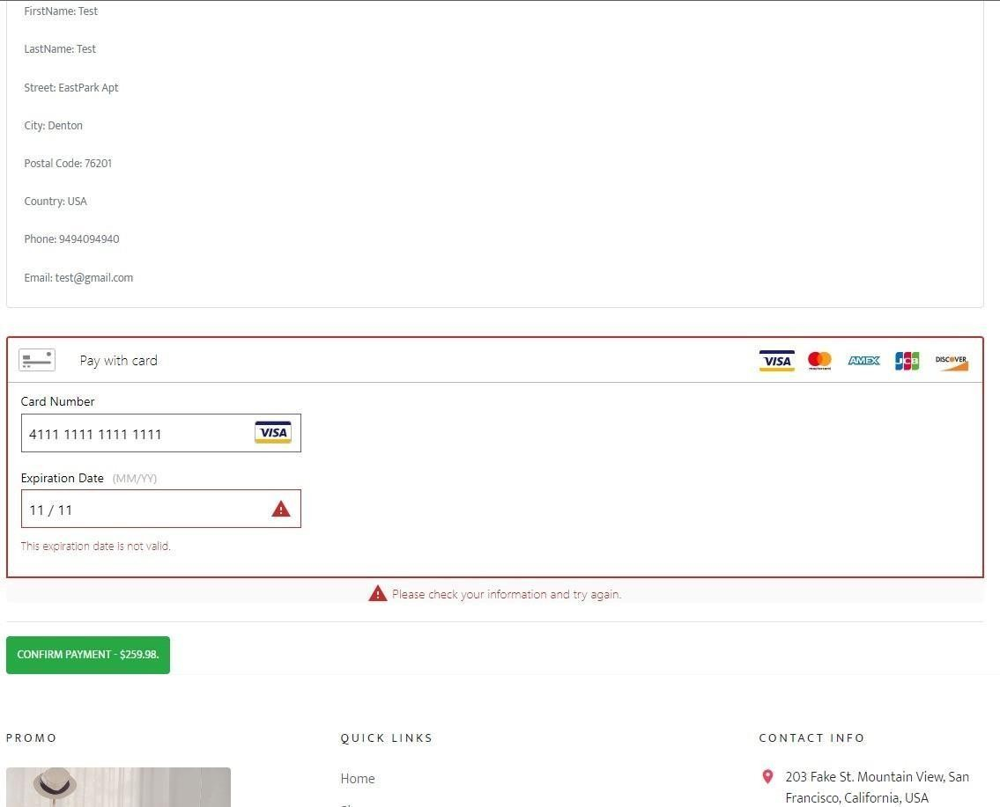 FirstName: Test
LastName: Test
Street: EastPark Apt
City: Denton
Postal Code: 76201
Country: USA
Phone: 9494094940
Email: test@gmail.com
Pay with card
VISA mastercard AMEX JCB DISCOVER
Card Number
4111 1111 1111 1111 VISA
Expiration Date (MM/YY)
11 / 11
This expiration date is not valid.
Please check your information and try again.
CONFIRM PAYMENT - $259.98.
PROMO
QUICK LINKS
CONTACT INFO
Home
203 Fake St. Mountain View, San
Francisco, California, USA